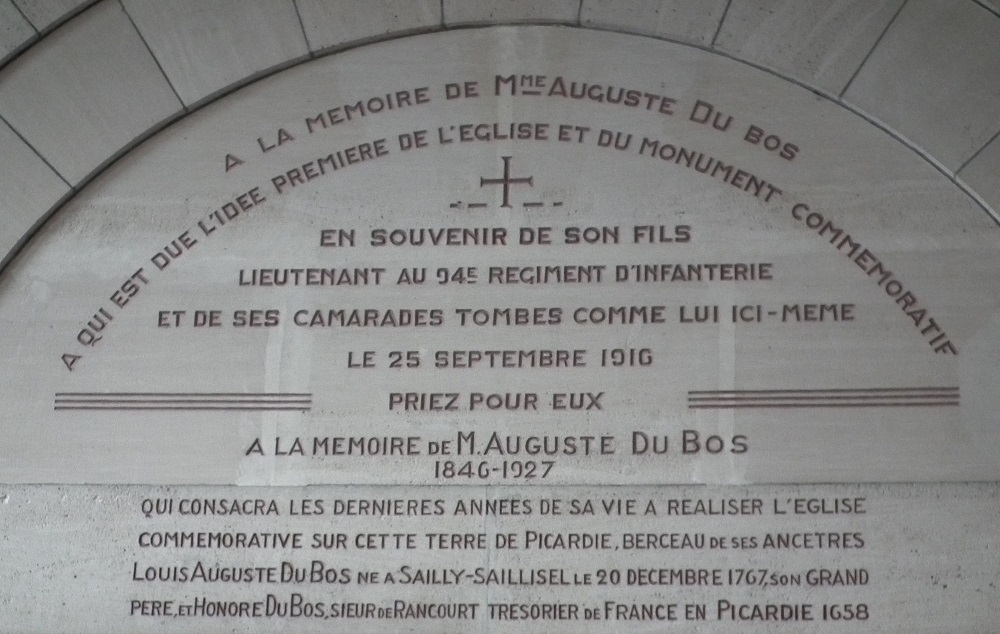 A LA MEMOIRE DE MME AUGUSTE DU BOS
A QUI EST DUE L'IDEE PREMIERE DE L'EGLISE ET DU MONUMENT COMMEMORATIF
EN SOUVENIR DE SON FILS
LIEUTENANT AU 94E REGIMENT D'INFANTERIE
ET DE SES CAMARADES TOMBES COMME LUI ICI-MEME
LE 25 SEPTEMBRE 1916
PRIEZ POUR EUX
A LA MEMOIRE DE M. AUGUSTE DU BOS
1846-1927
QUI CONSACRA LES DERNIERES ANNEES DE SA VIE A REALISER L'EGLISE
COMMEMORATIVE SUR CETTE TERRE DE PICARDIE, BERCEAU DE SES ANCETRES
LOUIS AUGUSTE DU BOS NE A SAILLY-SAILLISEL LE 20 DECEMBRE 1767, SON GRAND
PERE, ET HONORE DU BOS, SIEUR DE RANCOURT TRESORIER DE FRANCE EN PICARDIE 1658